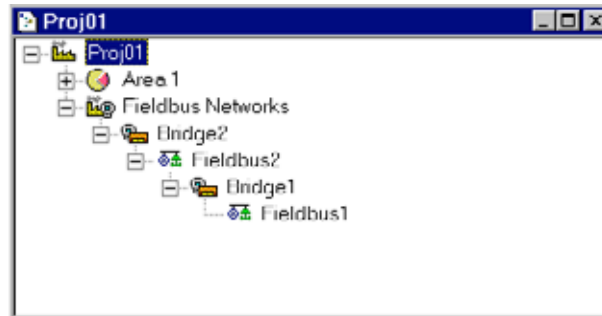 Proj01
Proj01
Area 1
Fieldbus Networks
Bridge2
Fieldbus2
Bridge1
Fieldbus1